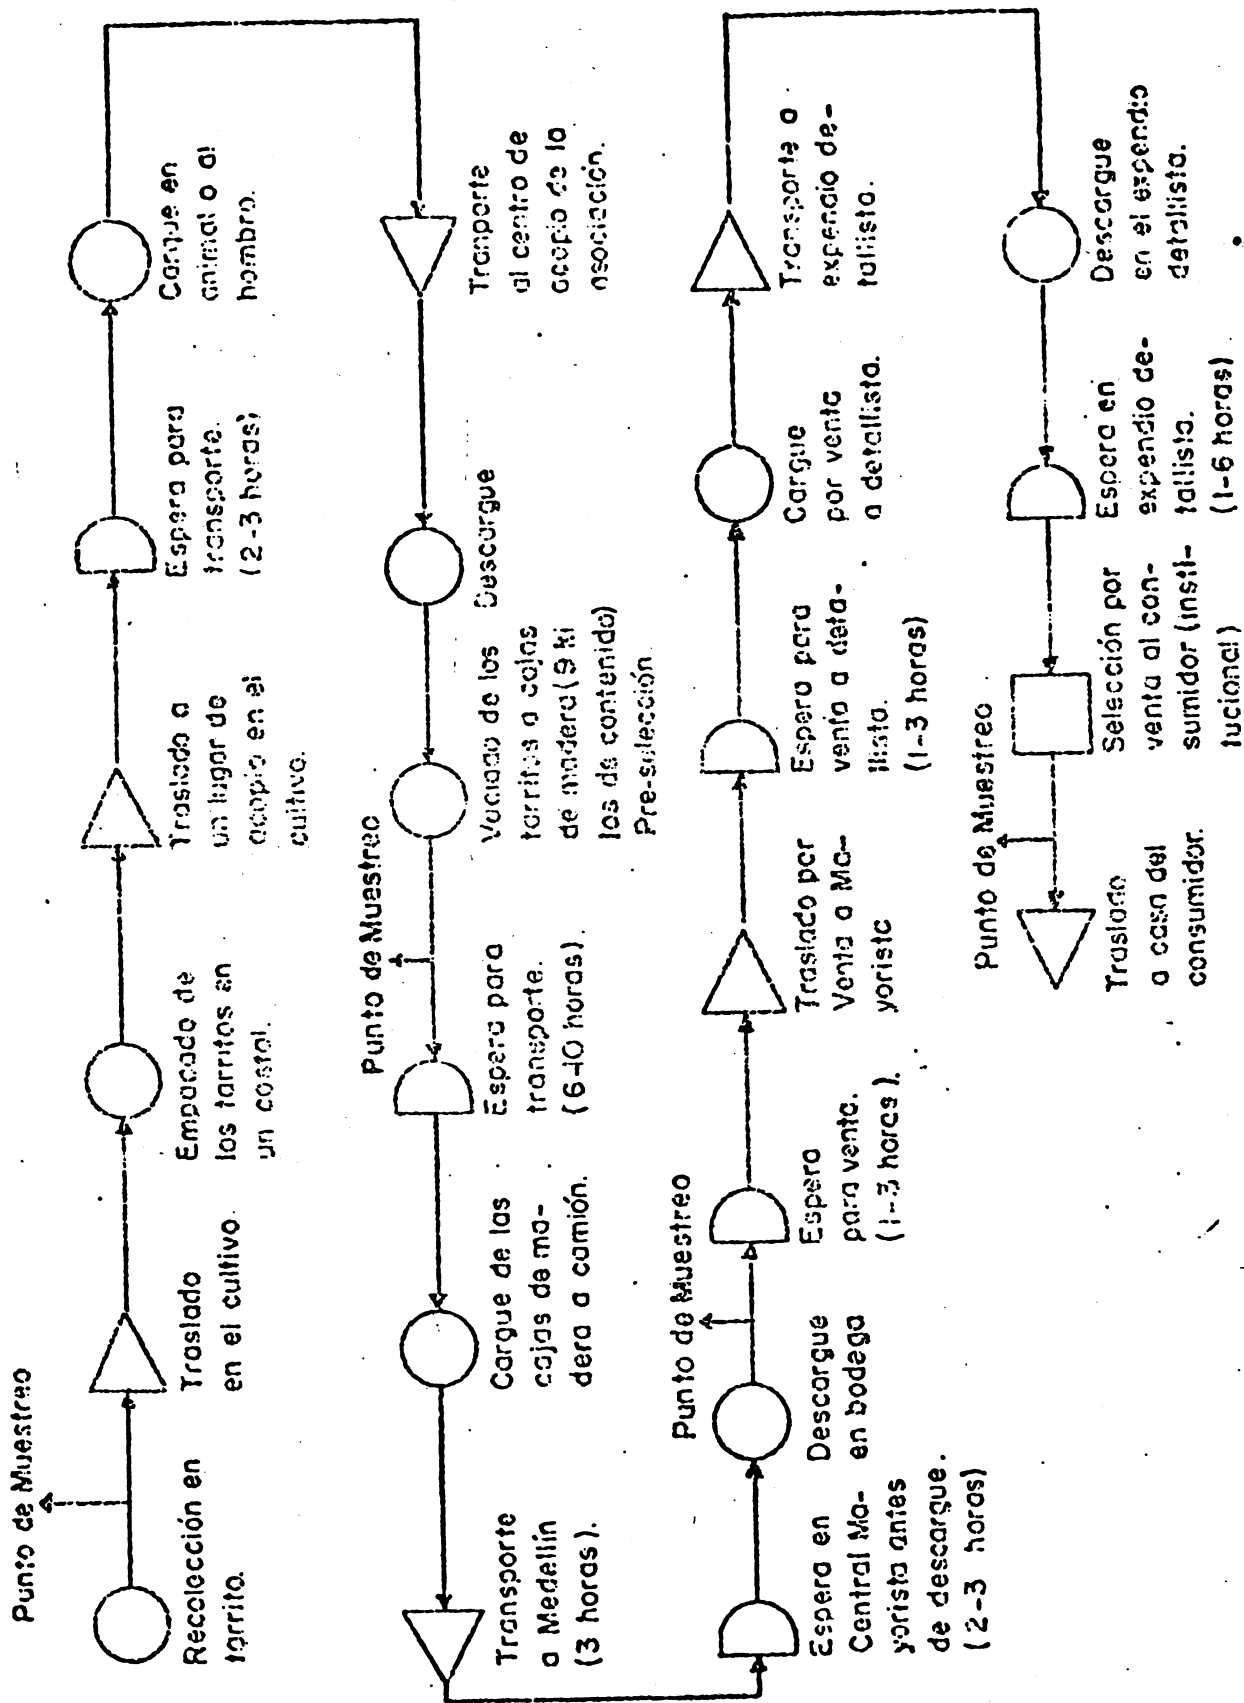 Punto de Muestreo
Recolección en
tarrito.
Traslado
en el cultivo.
Empacado de
los tarritos en
un costal.
Traslado a
un lugar de
acopio en el
cultivo.
Espera para
transporte.
(2-3 horas)
Cargue en
animal o al
hombro.
Tranporte
al centro de
acopio de la
asociación.
Descargue
Vaciado de los
tarritos a cajas
de madera (9 ki
los de contenido)
Pre-selección
Punto de Muestreo
Espera para
transporte.
(6-10 horas).
Cargue de las
cajas de ma-
dera a camión.
Transporte
a Medellín
(3 horas).
Espera en
Central Ma-
yorista antes
de descargue.
(2-3 horas)
Descargue
en bodega
Punto de Muestreo
Espera
para venta.
(1-3 horas).
Traslado por
Venta a Ma-
yorista
Espera para
venta a deta-
llista.
(1-3 horas)
Cargue
por venta
a detallista.
Transporte a
expendio de-
tallista.
Descargue
en el expendio
detallista.
Espera en
expendio de-
tallista.
(1-6 horas)
Selección por
venta al con-
sumidor (insti-
tucional)
Punto de Muestreo
Traslado
a casa del
consumidor.